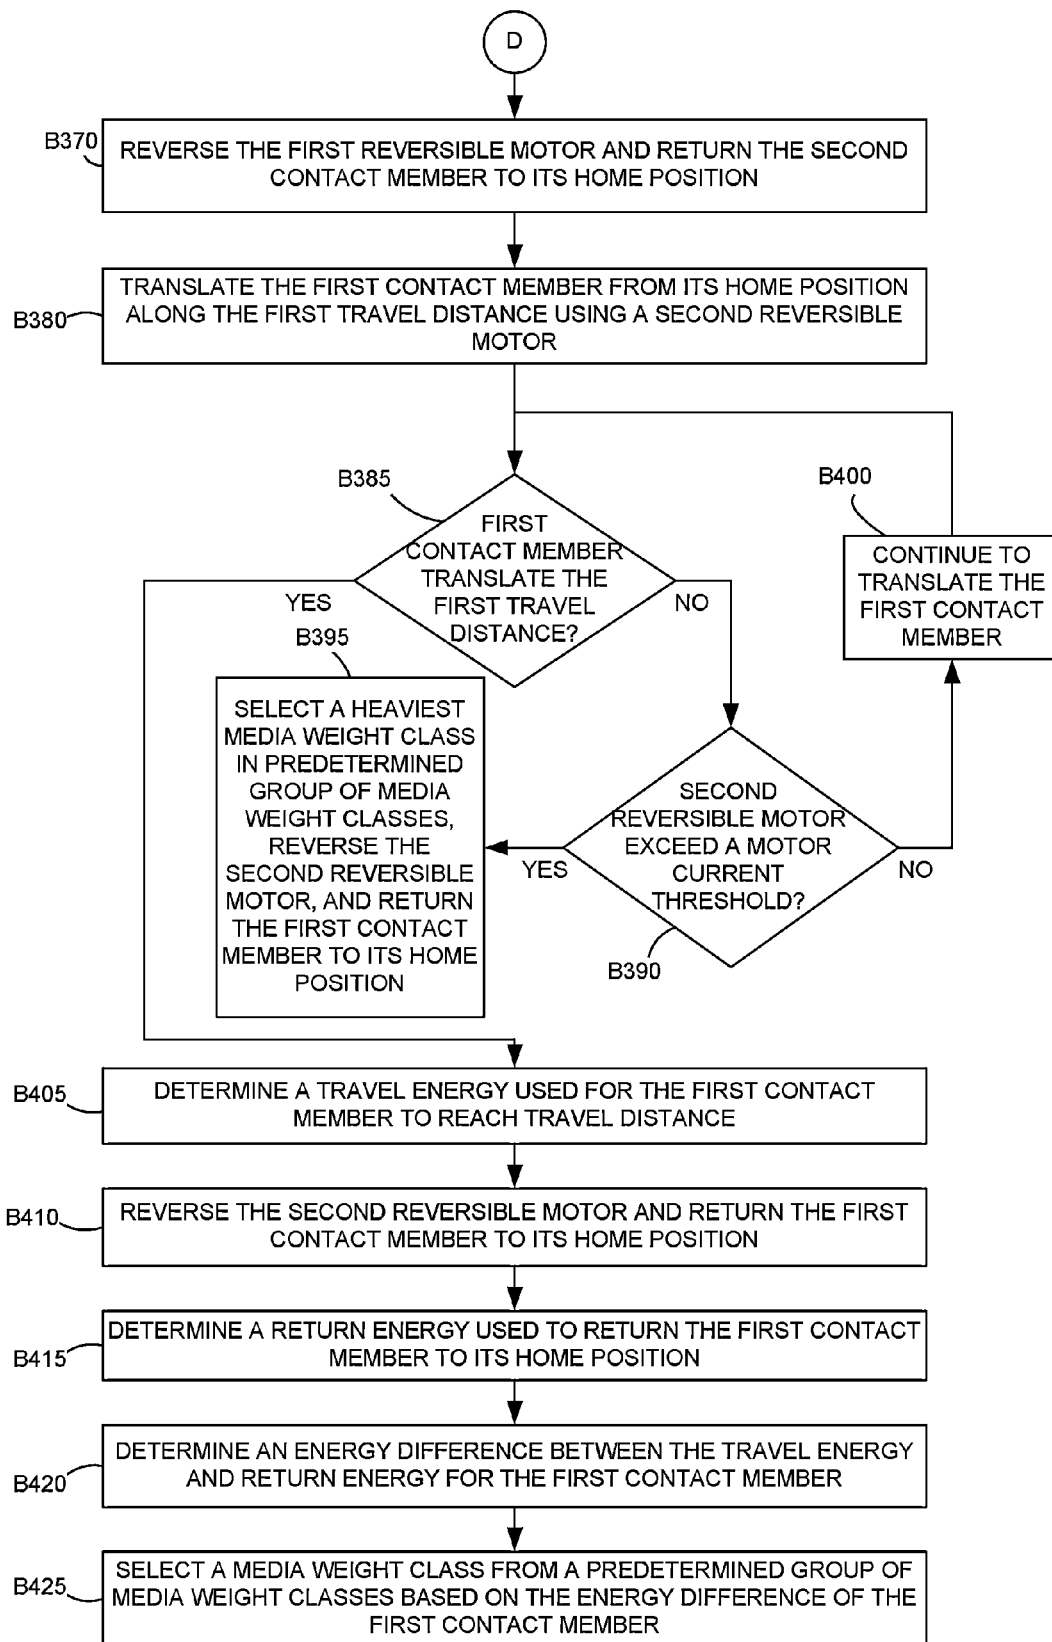 D
B370
REVERSE THE FIRST REVERSIBLE MOTOR AND RETURN THE SECOND
CONTACT MEMBER TO ITS HOME POSITION
B380
TRANSLATE THE FIRST CONTACT MEMBER FROM ITS HOME POSITION
ALONG THE FIRST TRAVEL DISTANCE USING A SECOND REVERSIBLE
MOTOR
B385
FIRST
CONTACT MEMBER
TRANSLATE THE
FIRST TRAVEL
DISTANCE?
YES
NO
B400
CONTINUE TO
TRANSLATE THE
FIRST CONTACT
MEMBER
B395
SELECT A HEAVIEST
MEDIA WEIGHT CLASS
IN PREDETERMINED
GROUP OF MEDIA
WEIGHT CLASSES,
REVERSE THE
SECOND REVERSIBLE
MOTOR, AND RETURN
THE FIRST CONTACT
MEMBER TO ITS HOME
POSITION
SECOND
REVERSIBLE MOTOR
EXCEED A MOTOR
CURRENT
THRESHOLD?
YES
NO
B390
B405
DETERMINE A TRAVEL ENERGY USED FOR THE FIRST CONTACT
MEMBER TO REACH TRAVEL DISTANCE
B410
REVERSE THE SECOND REVERSIBLE MOTOR AND RETURN THE FIRST
CONTACT MEMBER TO ITS HOME POSITION
B415
DETERMINE A RETURN ENERGY USED TO RETURN THE FIRST CONTACT
MEMBER TO ITS HOME POSITION
B420
DETERMINE AN ENERGY DIFFERENCE BETWEEN THE TRAVEL ENERGY
AND RETURN ENERGY FOR THE FIRST CONTACT MEMBER
B425
SELECT A MEDIA WEIGHT CLASS FROM A PREDETERMINED GROUP OF
MEDIA WEIGHT CLASSES BASED ON THE ENERGY DIFFERENCE OF THE
FIRST CONTACT MEMBER